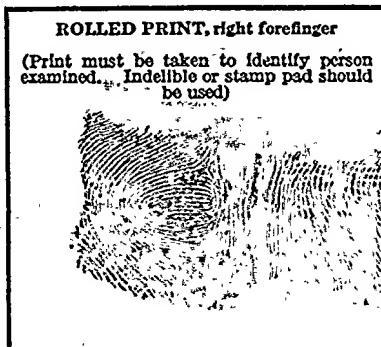 ROLLED PRINT, right forefinger
(Print must be taken to identify person
examined. Indelible or stamp pad should
be used)